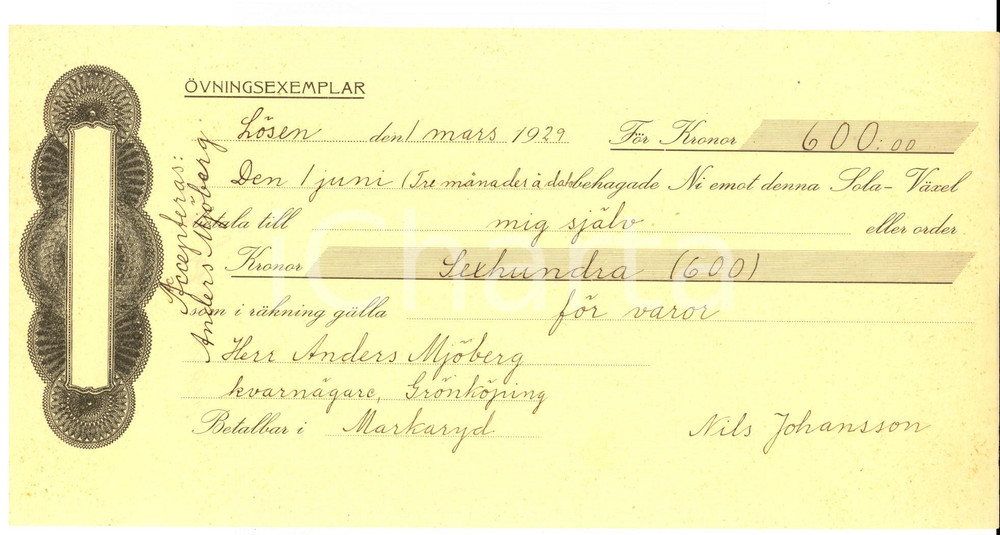 ÖVNINGSEXEMPLAR
Lösen den 1 mars 1929 För Kronor 600:00
Den 1 juni (Tre månader à dato) behagade Ni emot denna Sola-Växel
betala till mig själv eller order
Kronor Sexhundra (600)
som i räkning gälla för varor
Herr Anders Mjöberg
kvarnägare, Grönköping
Betalbar i Markaryd Nils Johansson
Accepteras:
Anders Mjöberg.
iCharta